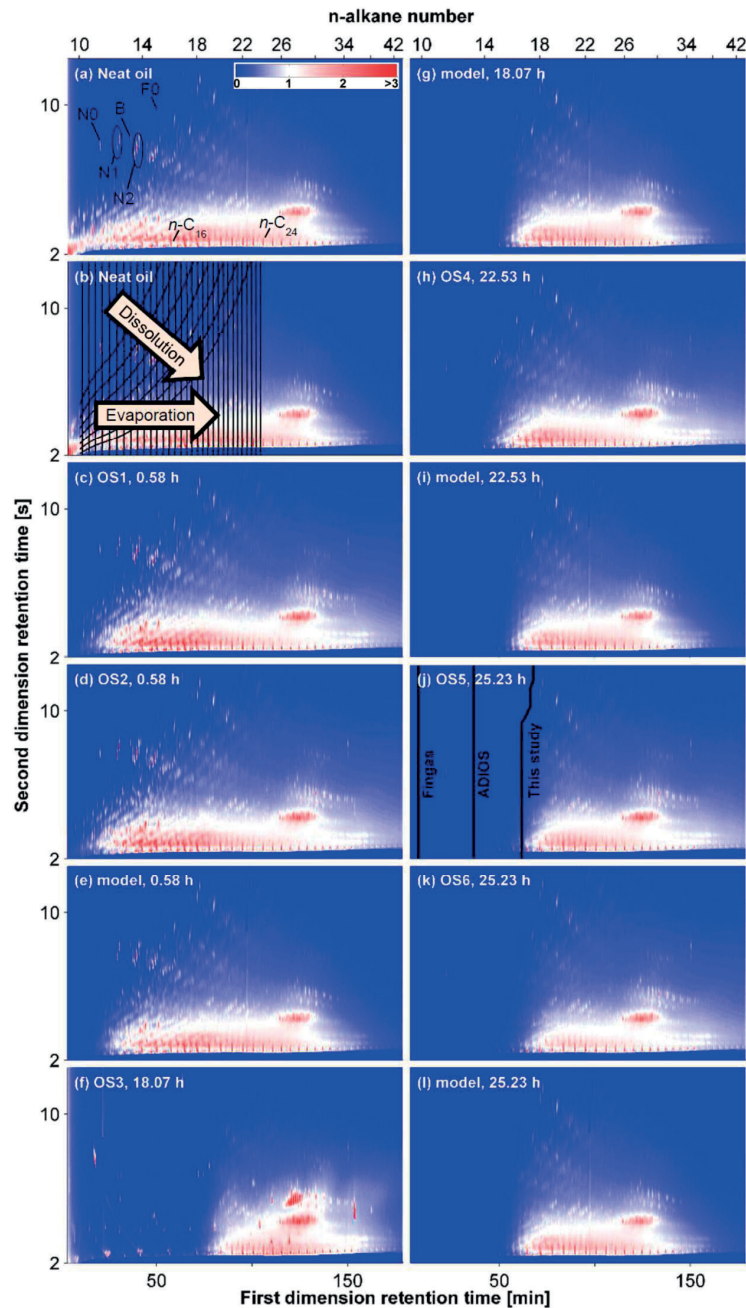 n-alkane number
10 14 18 22 26 34 42 10 14 18 22 26 34 42
(a) Neat oil
0 1 2 >3
F0
N0
B
N1
N2
n-C16
n-C24
10
2
(g) model, 18.07 h
(b) Neat oil
Dissolution
Evaporation
10
2
(h) OS4, 22.53 h
(c) OS1, 0.58 h
10
2
(i) model, 22.53 h
(d) OS2, 0.58 h
10
2
(j) OS5, 25.23 h
Fingas
ADIOS
This study
(e) model, 0.58 h
10
2
(k) OS6, 25.23 h
(f) OS3, 18.07 h
10
2
(l) model, 25.23 h
Second dimension retention time [s]
50 150 50 150
First dimension retention time [min]